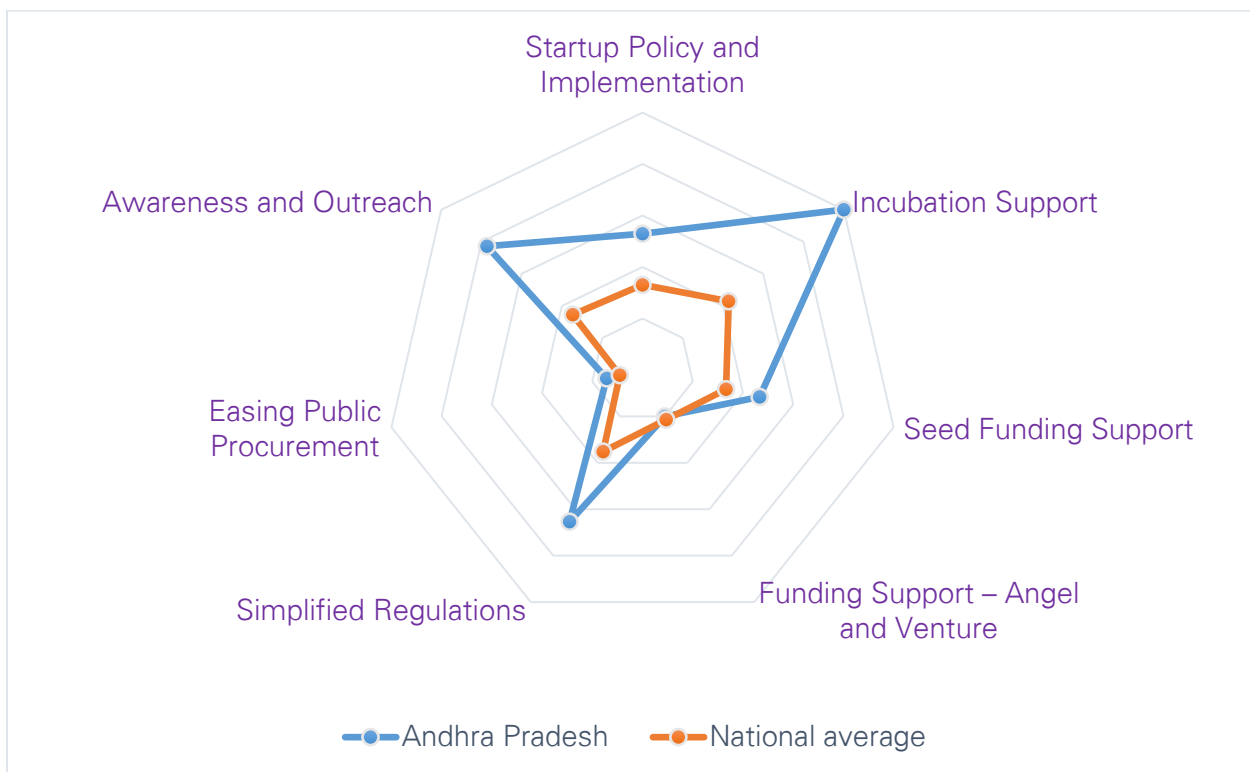 Startup Policy and
Implementation
Awareness and Outreach
Incubation Support
Easing Public
Procurement
Seed Funding Support
Simplified Regulations
Funding Support – Angel
and Venture
Andhra Pradesh
National average